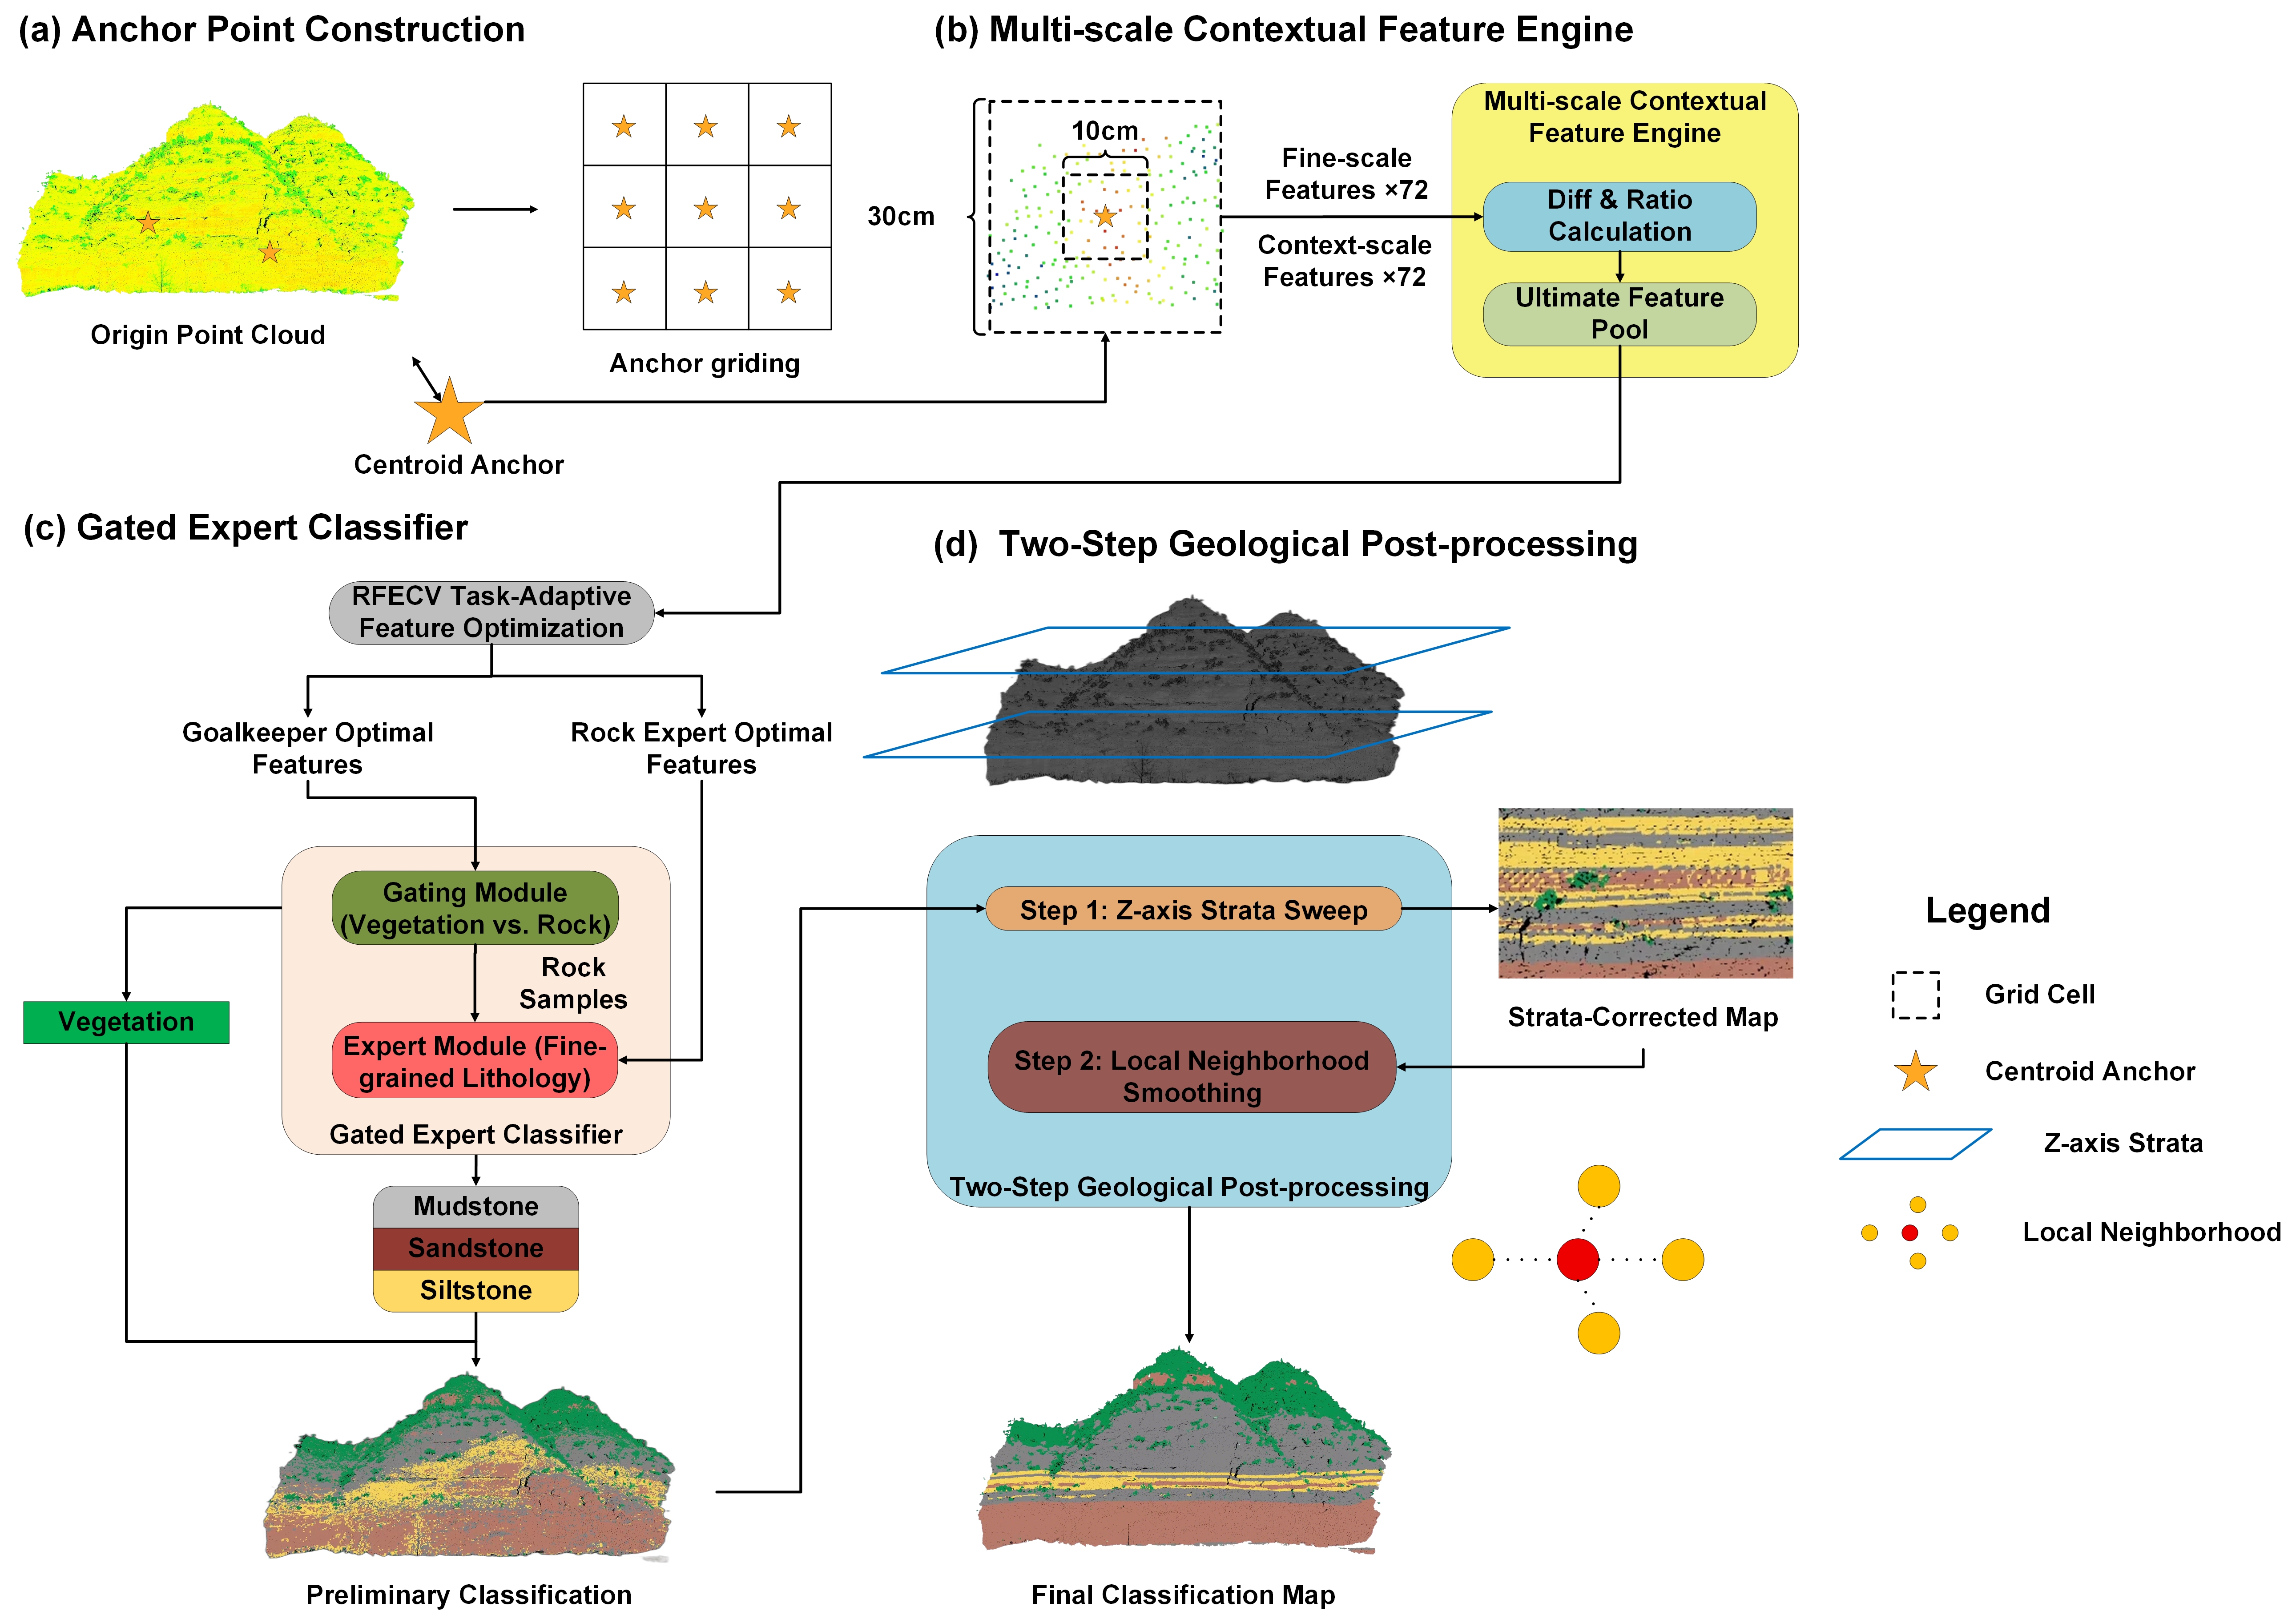 (a) Anchor Point Construction
Origin Point Cloud
Anchor griding
Centroid Anchor
(b) Multi-scale Contextual Feature Engine
10cm
30cm
Fine-scale
Features ×72
Context-scale
Features ×72
Multi-scale Contextual
Feature Engine
Diff & Ratio
Calculation
Ultimate Feature
Pool
(c) Gated Expert Classifier
RFECV Task-Adaptive
Feature Optimization
Goalkeeper Optimal
Features
Rock Expert Optimal
Features
Gating Module
(Vegetation vs. Rock)
Rock
Samples
Vegetation
Expert Module (Fine-
grained Lithology)
Gated Expert Classifier
Mudstone
Sandstone
Siltstone
Preliminary Classification
(d) Two-Step Geological Post-processing
Step 1: Z-axis Strata Sweep
Strata-Corrected Map
Step 2: Local Neighborhood
Smoothing
Two-Step Geological Post-processing
Final Classification Map
Legend
Grid Cell
Centroid Anchor
Z-axis Strata
Local Neighborhood